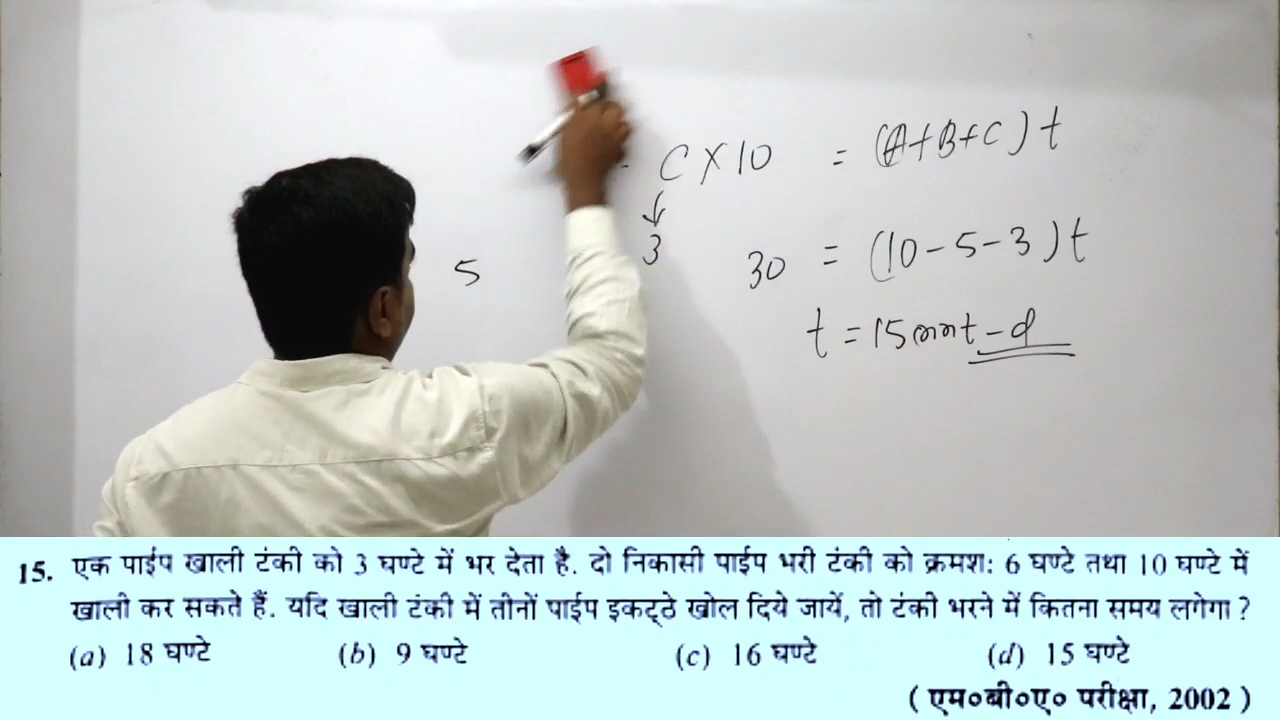 C X 10 = (A+B+C) t
3
5
30 = (10-5-3) t
t = 15 मिनट - d
15. एक पाईप खाली टंकी को 3 घण्टे में भर देता है. दो निकासी पाईप भरी टंकी को क्रमश: 6 घण्टे तथा 10 घण्टे में
खाली कर सकते हैं. यदि खाली टंकी में तीनों पाईप इकट्ठे खोल दिये जायें, तो टंकी भरने में कितना समय लगेगा ?
(a) 18 घण्टे (b) 9 घण्टे (c) 16 घण्टे (d) 15 घण्टे
( एम०बी०ए० परीक्षा, 2002 )